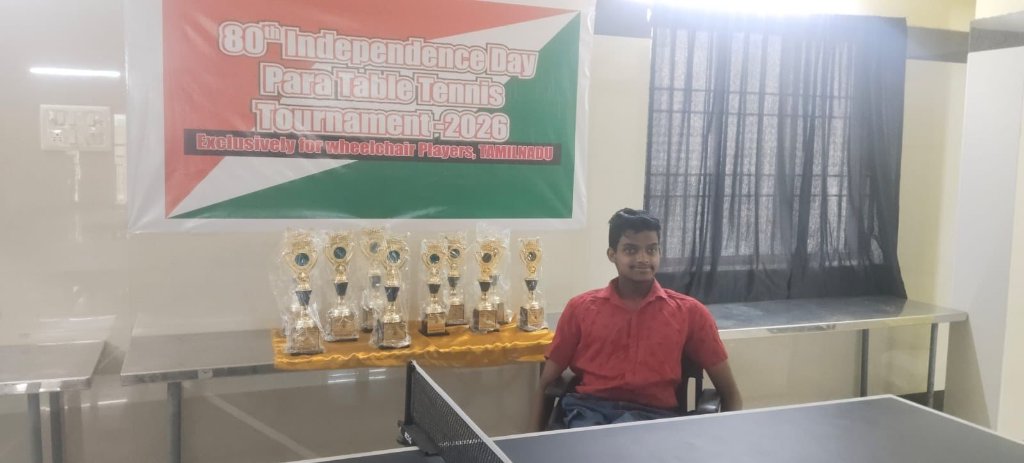 80th Independence Day
Para Table Tennis
Tournament-2026
Exclusively for wheelchair Players, TAMILNADU